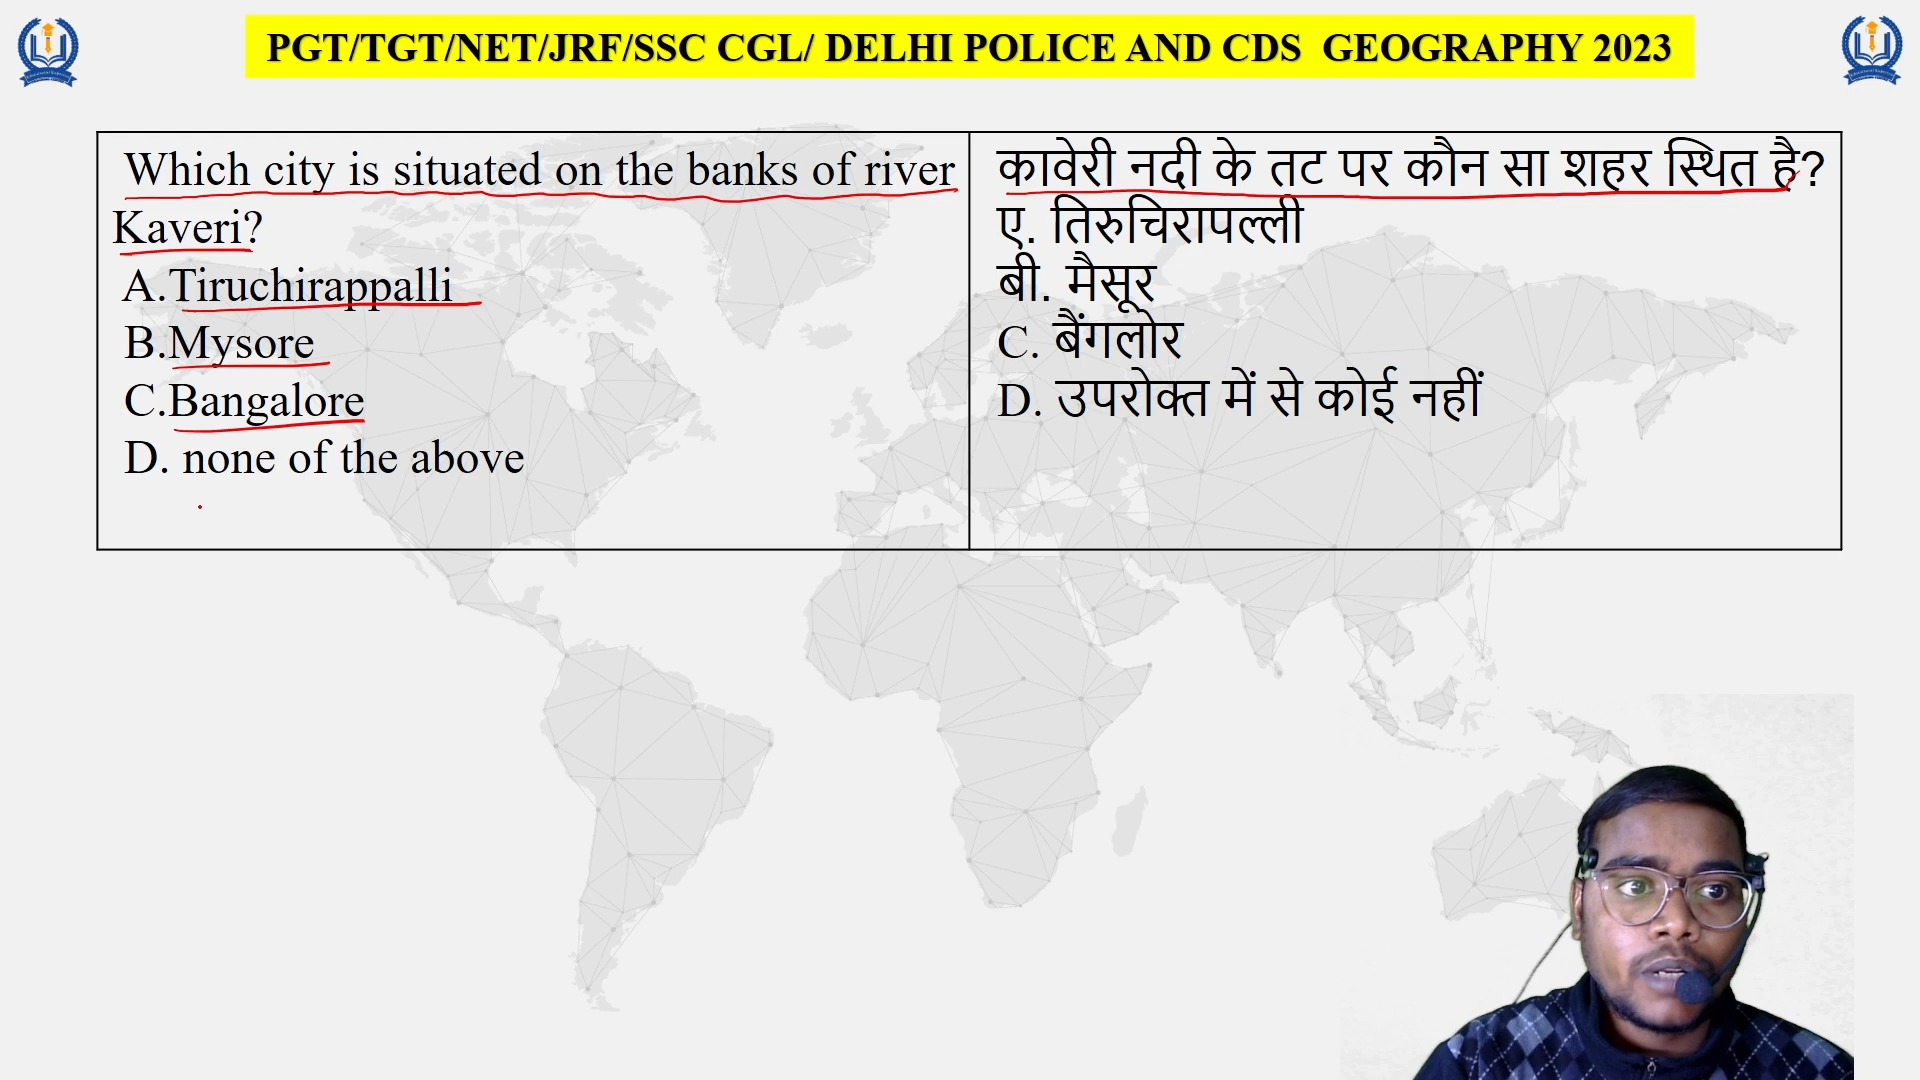 PGT/TGT/NET/JRF/SSC CGL/ DELHI POLICE AND CDS  GEOGRAPHY 2023
Which city is situated on the banks of river
Kaveri?
A.Tiruchirappalli
B.Mysore
C.Bangalore
D. none of the above
कावेरी नदी के तट पर कौन सा शहर स्थित है?
ए. तिरुचिरापल्ली
बी. मैसूर
C. बैंगलोर
D. उपरोक्त में से कोई नहीं